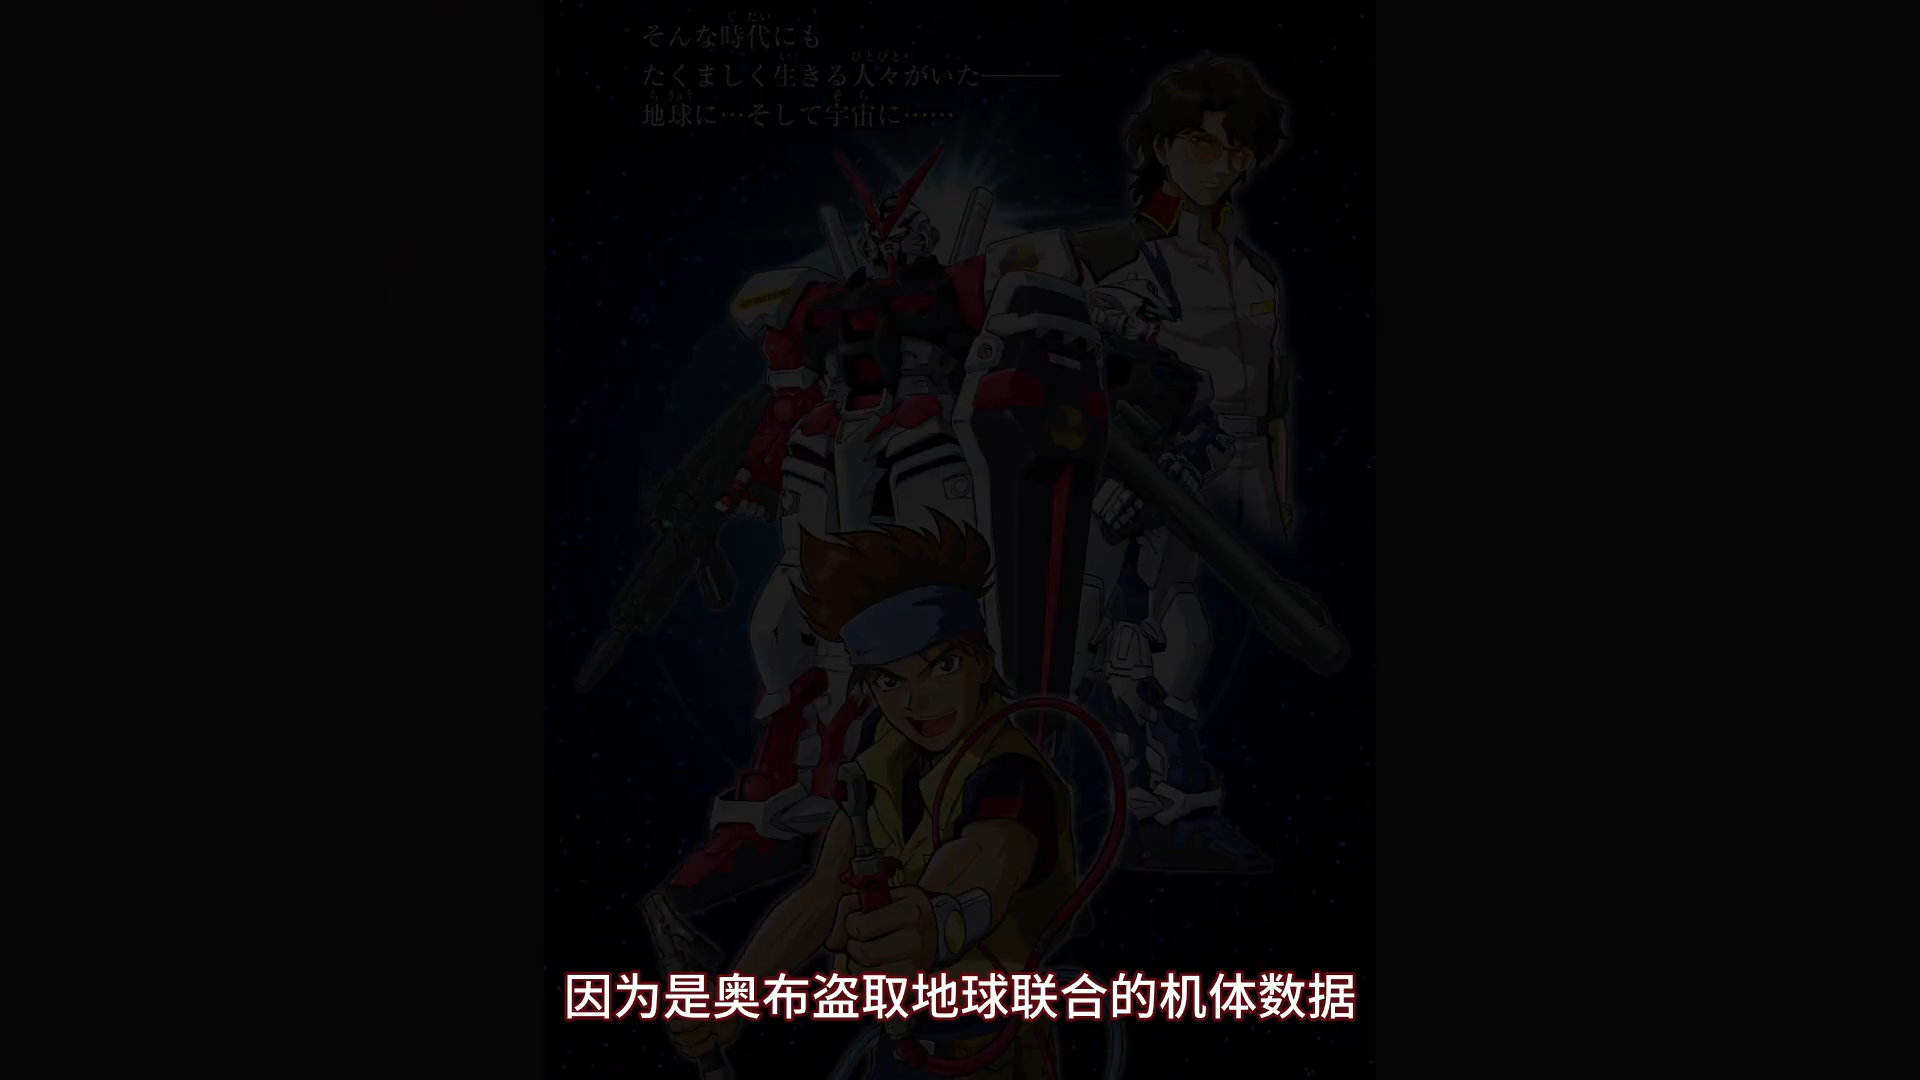 そんな時代にも
たくましく生きる人々がいた———
地球に…そして宇宙に……
因为是奥布盗取地球联合的机体数据